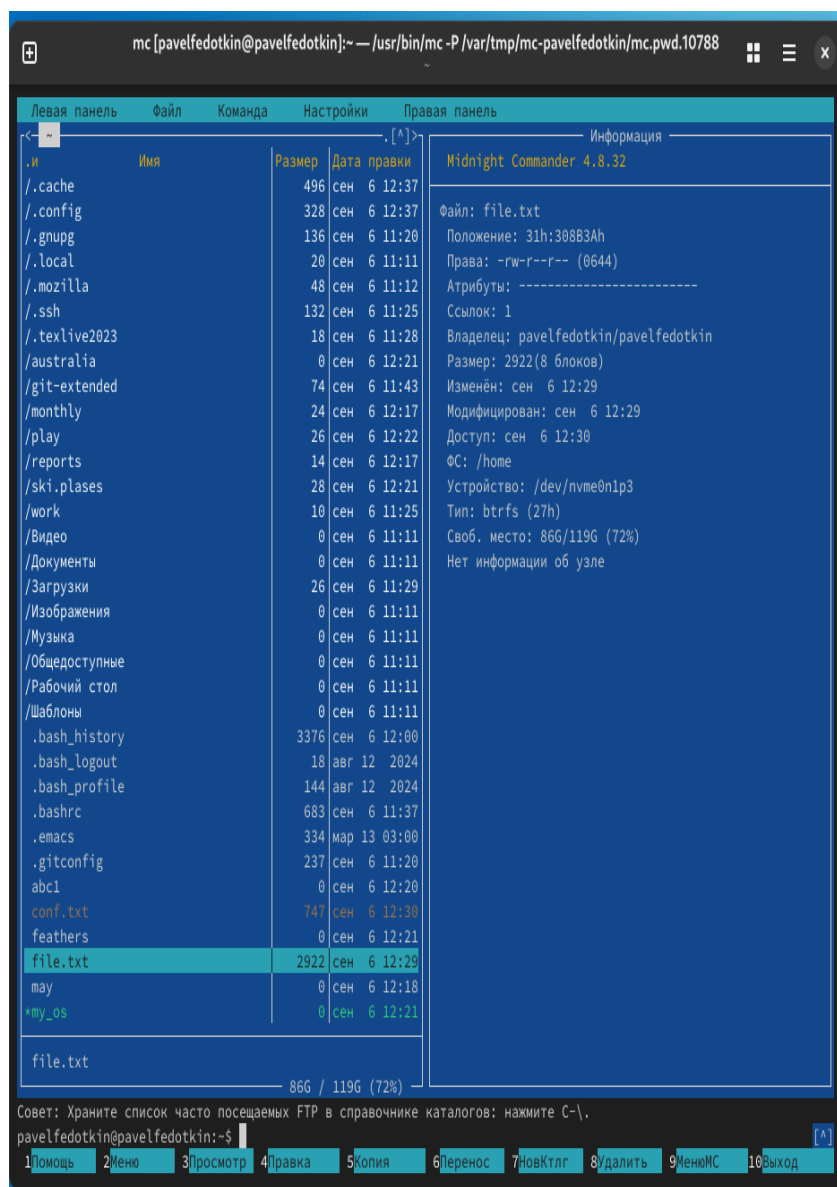 mc [pavelfedotkin@pavelfedotkin]:~ — /usr/bin/mc -P /var/tmp/mc-pavelfedotkin/mc.pwd.10788
~
Левая панель Файл Команда Настройки Правая панель
<─ ~ .[^]>
.и Имя Размер Дата правки
/.cache 496 сен 6 12:37
/.config 328 сен 6 12:37
/.gnupg 136 сен 6 11:20
/.local 20 сен 6 11:11
/.mozilla 48 сен 6 11:12
/.ssh 132 сен 6 11:25
/.texlive2023 18 сен 6 11:28
/australia 0 сен 6 12:21
/git-extended 74 сен 6 11:43
/monthly 24 сен 6 12:17
/play 26 сен 6 12:22
/reports 14 сен 6 12:17
/ski.plases 28 сен 6 12:21
/work 10 сен 6 11:25
/Видео 0 сен 6 11:11
/Документы 0 сен 6 11:11
/Загрузки 26 сен 6 11:29
/Изображения 0 сен 6 11:11
/Музыка 0 сен 6 11:11
/Общедоступные 0 сен 6 11:11
/Рабочий стол 0 сен 6 11:11
/Шаблоны 0 сен 6 11:11
.bash_history 3376 сен 6 12:00
.bash_logout 18 авг 12 2024
.bash_profile 144 авг 12 2024
.bashrc 683 сен 6 11:37
.emacs 334 мар 13 03:00
.gitconfig 237 сен 6 11:20
abc1 0 сен 6 12:20
conf.txt 747 сен 6 12:30
feathers 0 сен 6 12:21
file.txt 2922 сен 6 12:29
may 0 сен 6 12:18
*my_os 0 сен 6 12:21
file.txt
86G / 119G (72%)
Информация
Midnight Commander 4.8.32
Файл: file.txt
Положение: 31h:308B3Ah
Права: -rw-r--r-- (0644)
Атрибуты: -------------------------
Ссылок: 1
Владелец: pavelfedotkin/pavelfedotkin
Размер: 2922(8 блоков)
Изменён: сен 6 12:29
Модифицирован: сен 6 12:29
Доступ: сен 6 12:30
ФС: /home
Устройство: /dev/nvme0n1p3
Тип: btrfs (27h)
Своб. место: 86G/119G (72%)
Нет информации об узле
Совет: Храните список часто посещаемых FTP в справочнике каталогов: нажмите C-\.
pavelfedotkin@pavelfedotkin:~$ [^]
1Помощь 2Меню 3Просмотр 4Правка 5Копия 6Перенос 7НовКтлг 8Удалить 9МенюMC 10Выход